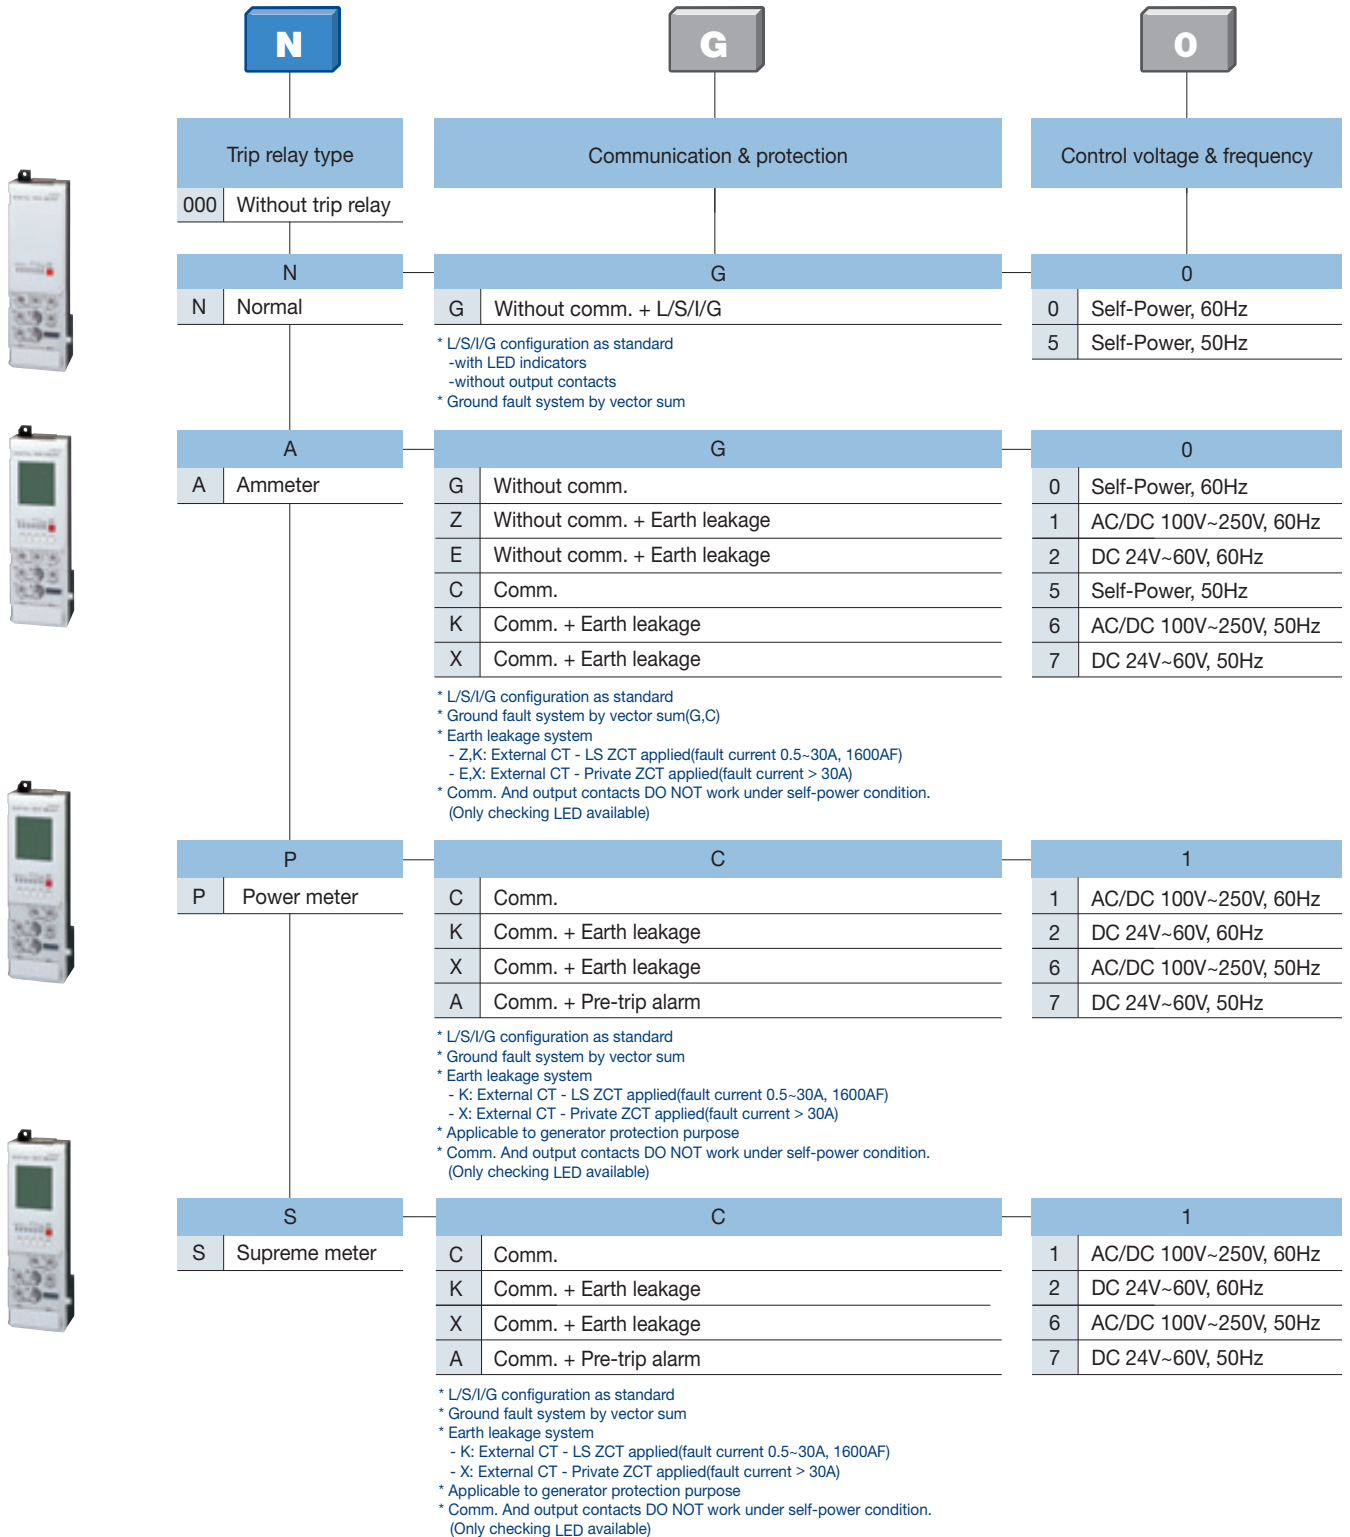 N G 0
Trip relay type Communication & protection Control voltage & frequency
000 Without trip relay
N G 0
N Normal G Without comm. + L/S/I/G 0 Self-Power, 60Hz
5 Self-Power, 50Hz
* L/S/I/G configuration as standard
-with LED indicators
-without output contacts
* Ground fault system by vector sum
A G 0
A Ammeter G Without comm. 0 Self-Power, 60Hz
Z Without comm. + Earth leakage 1 AC/DC 100V~250V, 60Hz
E Without comm. + Earth leakage 2 DC 24V~60V, 60Hz
C Comm. 5 Self-Power, 50Hz
K Comm. + Earth leakage 6 AC/DC 100V~250V, 50Hz
X Comm. + Earth leakage 7 DC 24V~60V, 50Hz
* L/S/I/G configuration as standard
* Ground fault system by vector sum(G,C)
* Earth leakage system
- Z,K: External CT - LS ZCT applied(fault current 0.5~30A, 1600AF)
- E,X: External CT - Private ZCT applied(fault current > 30A)
* Comm. And output contacts DO NOT work under self-power condition.
(Only checking LED available)
P C 1
P Power meter C Comm. 1 AC/DC 100V~250V, 60Hz
K Comm. + Earth leakage 2 DC 24V~60V, 60Hz
X Comm. + Earth leakage 6 AC/DC 100V~250V, 50Hz
A Comm. + Pre-trip alarm 7 DC 24V~60V, 50Hz
* L/S/I/G configuration as standard
* Ground fault system by vector sum
* Earth leakage system
- K: External CT - LS ZCT applied(fault current 0.5~30A, 1600AF)
- X: External CT - Private ZCT applied(fault current > 30A)
* Applicable to generator protection purpose
* Comm. And output contacts DO NOT work under self-power condition.
(Only checking LED available)
S C 1
S Supreme meter C Comm. 1 AC/DC 100V~250V, 60Hz
K Comm. + Earth leakage 2 DC 24V~60V, 60Hz
X Comm. + Earth leakage 6 AC/DC 100V~250V, 50Hz
A Comm. + Pre-trip alarm 7 DC 24V~60V, 50Hz
* L/S/I/G configuration as standard
* Ground fault system by vector sum
* Earth leakage system
- K: External CT - LS ZCT applied(fault current 0.5~30A, 1600AF)
- X: External CT - Private ZCT applied(fault current > 30A)
* Applicable to generator protection purpose
* Comm. And output contacts DO NOT work under self-power condition.
(Only checking LED available)